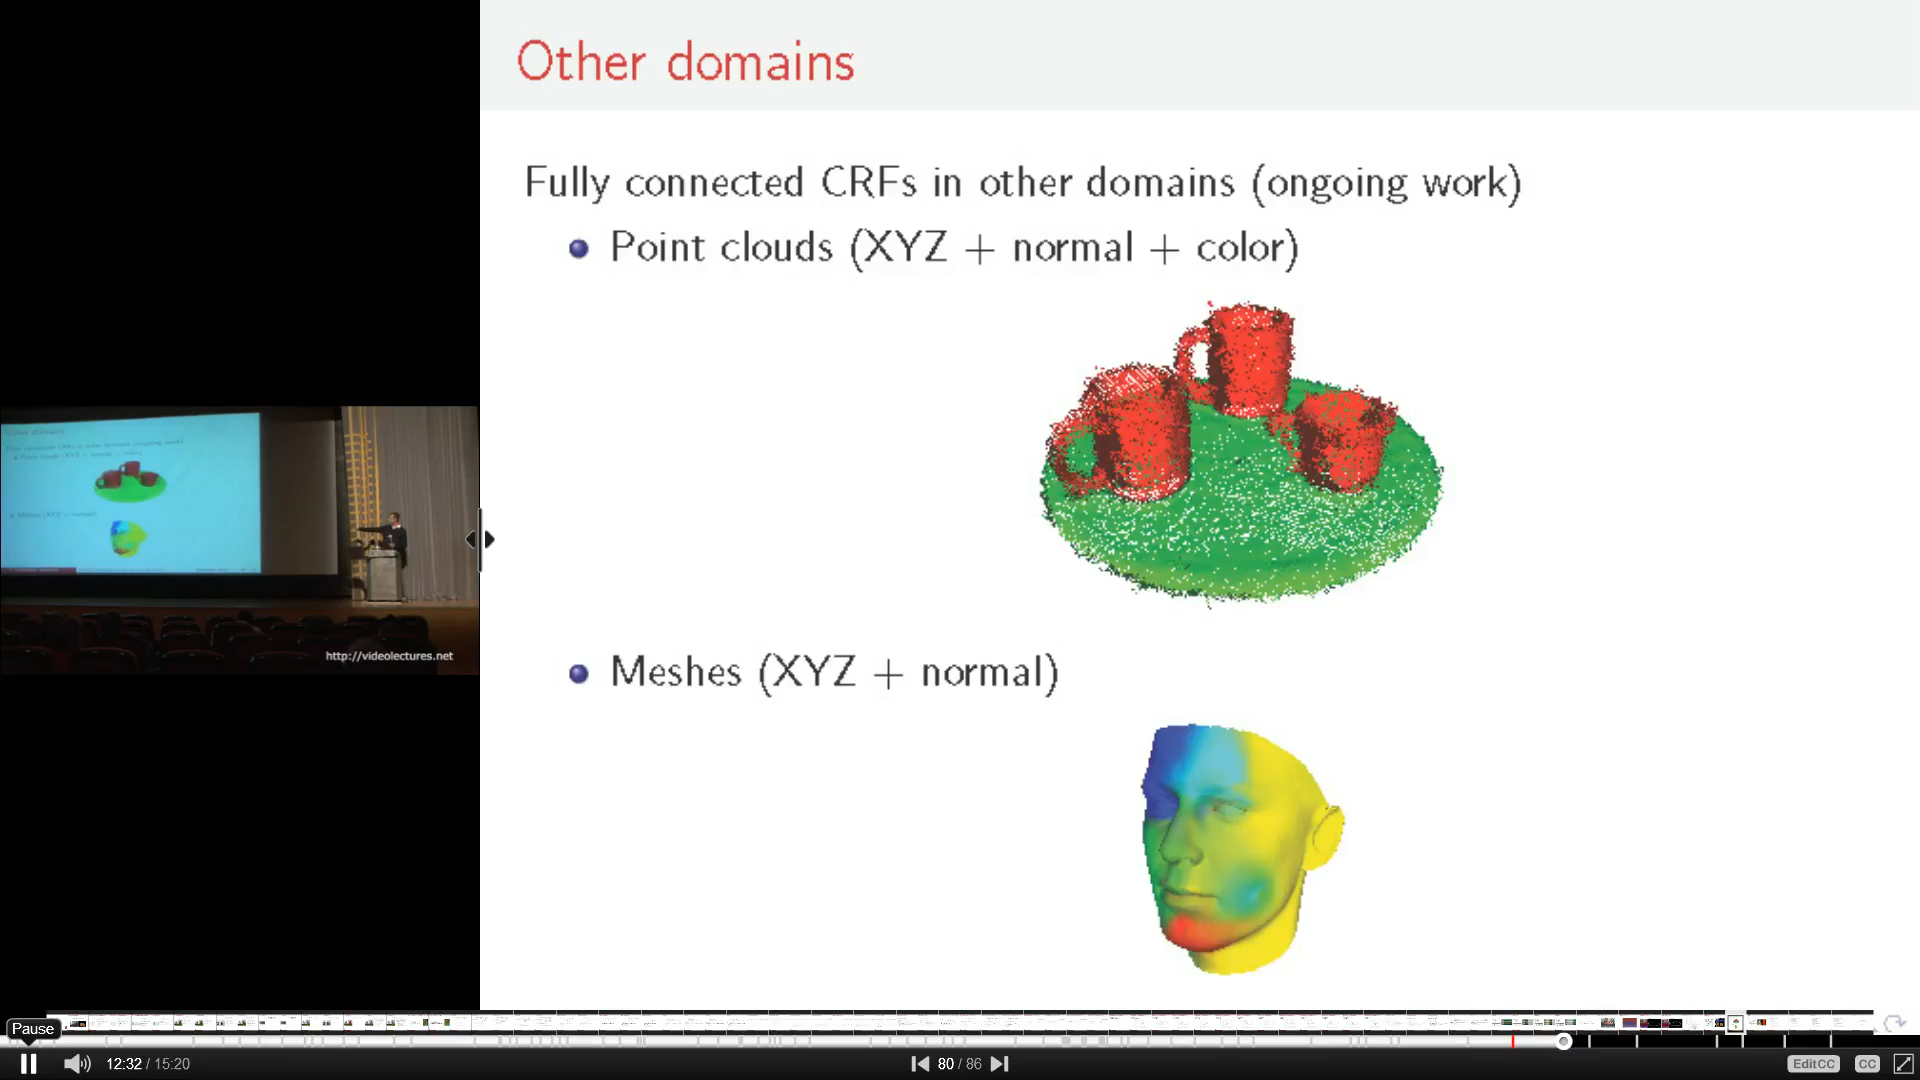 Other domains
Fully connected CRFs in other domains (ongoing work)
Point clouds (XYZ + normal + color)
Meshes (XYZ + normal)
http://videolectures.net
Pause
12:32 / 15:20
80 / 86
EditCC
CC